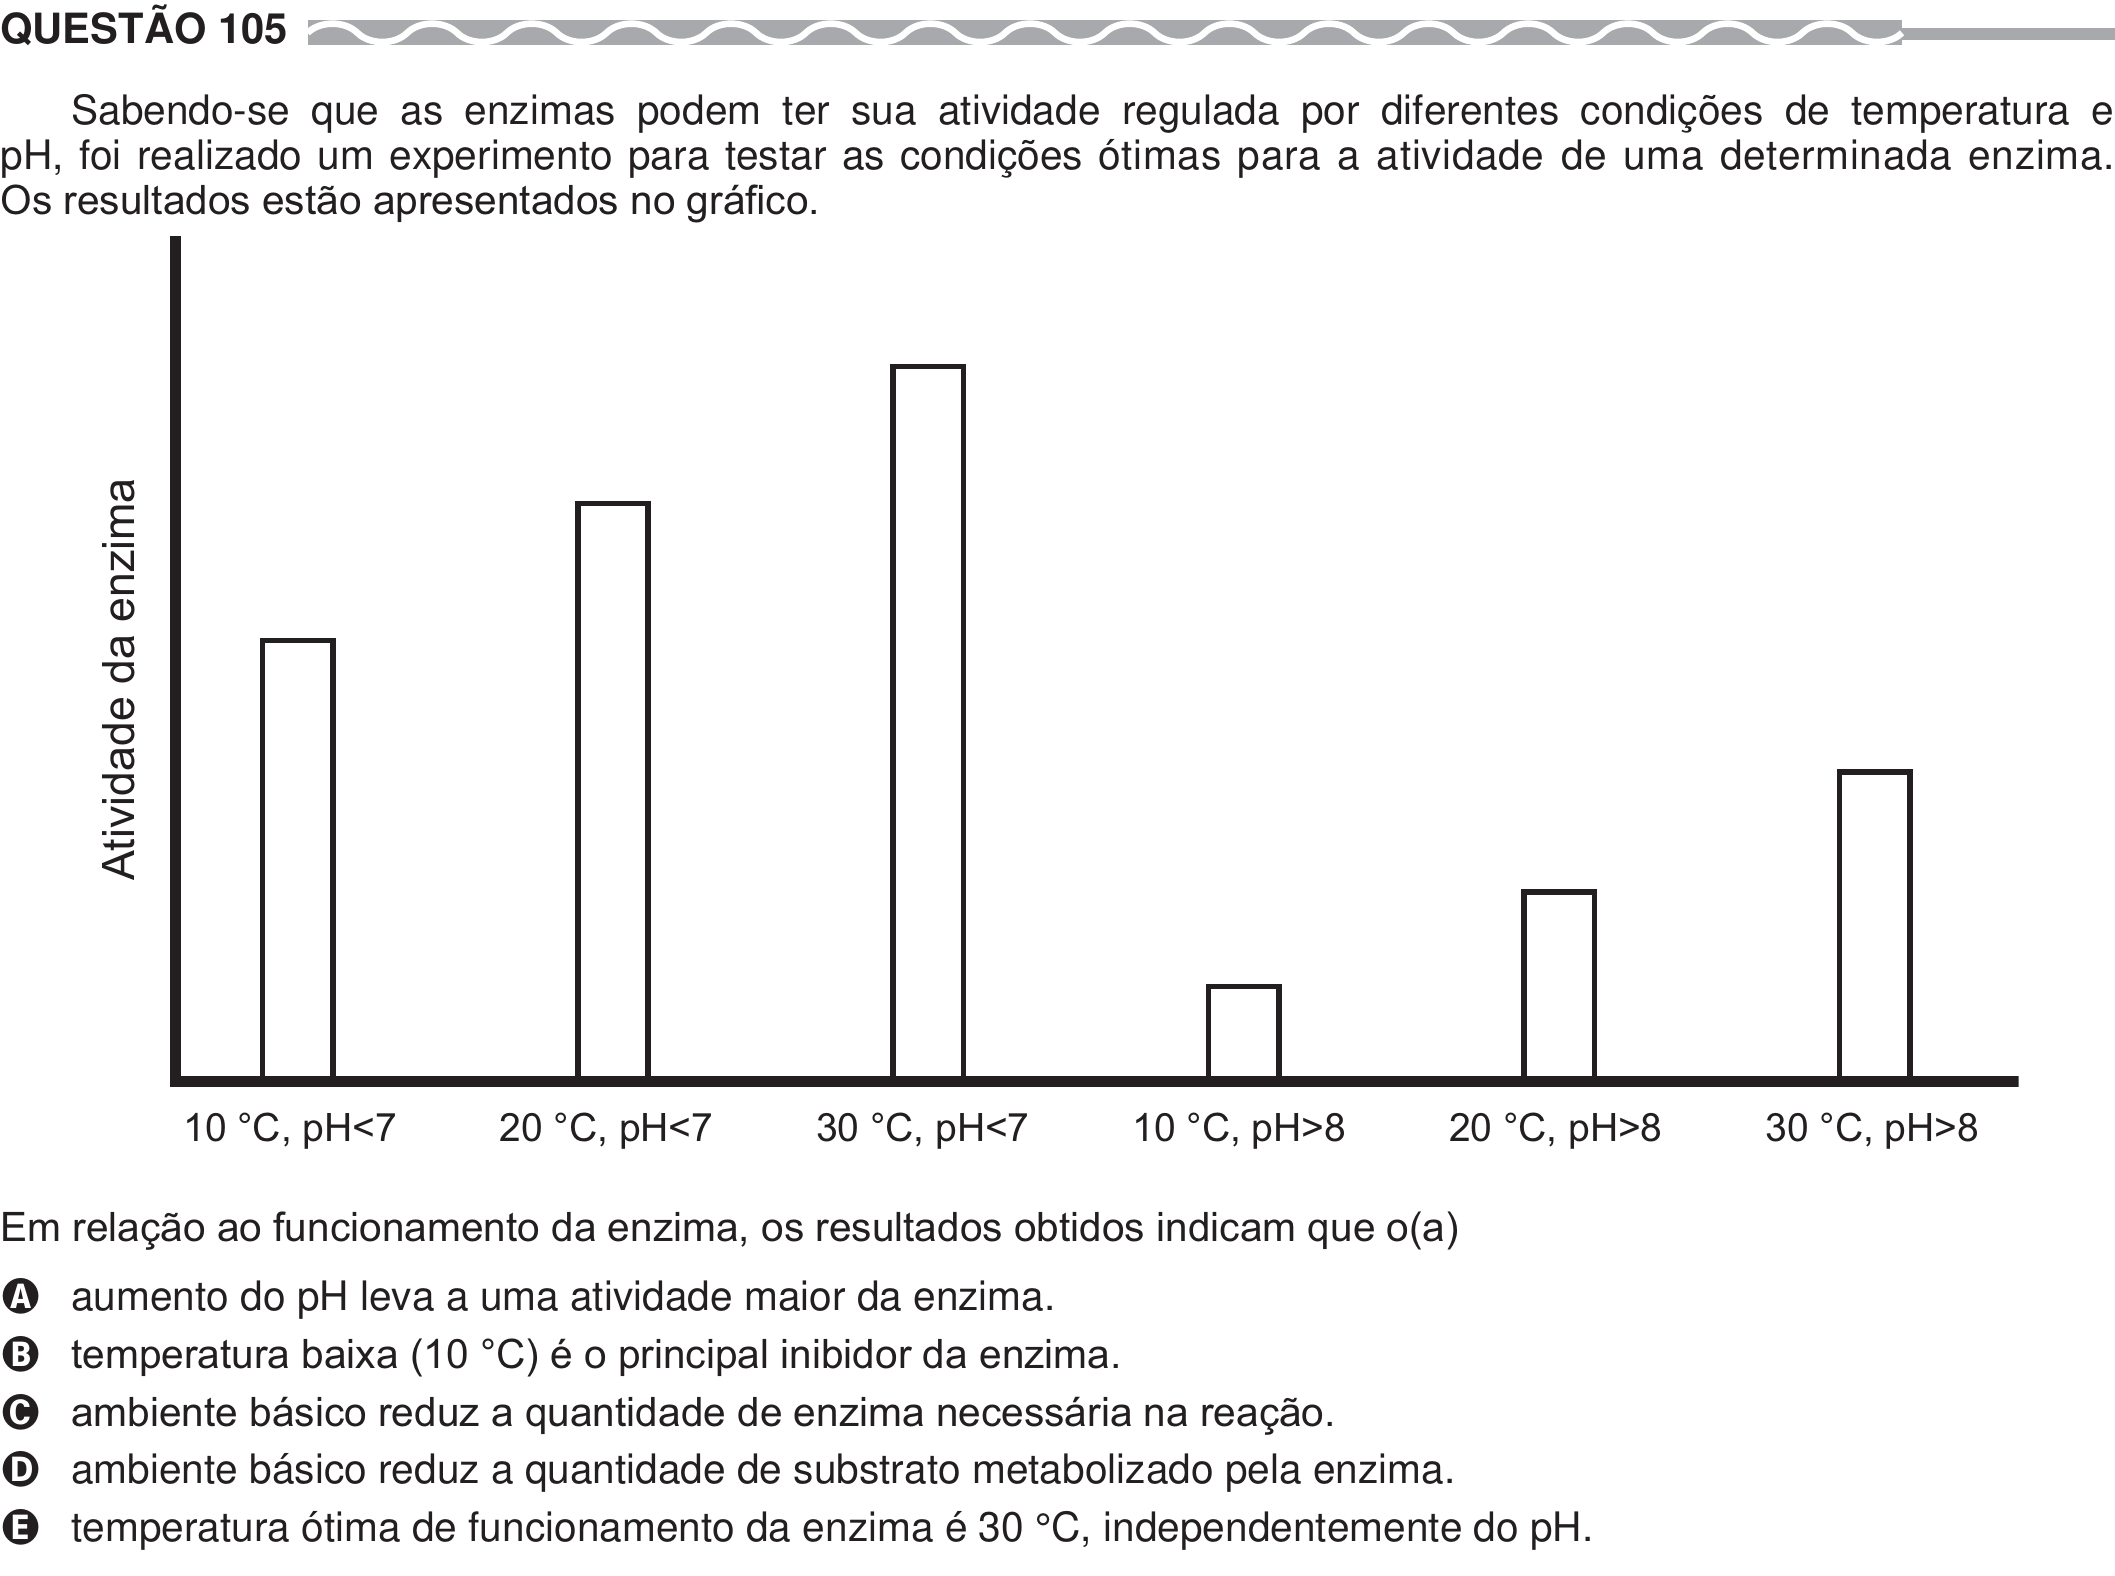 QUESTÃO 105
Sabendo-se que as enzimas podem ter sua atividade regulada por diferentes condições de temperatura e
pH, foi realizado um experimento para testar as condições ótimas para a atividade de uma determinada enzima.
Os resultados estão apresentados no gráfico.
Atividade da enzima
10 °C, pH<7 20 °C, pH<7 30 °C, pH<7 10 °C, pH>8 20 °C, pH>8 30 °C, pH>8
Em relação ao funcionamento da enzima, os resultados obtidos indicam que o(a)
A aumento do pH leva a uma atividade maior da enzima.
B temperatura baixa (10 °C) é o principal inibidor da enzima.
C ambiente básico reduz a quantidade de enzima necessária na reação.
D ambiente básico reduz a quantidade de substrato metabolizado pela enzima.
E temperatura ótima de funcionamento da enzima é 30 °C, independentemente do pH.